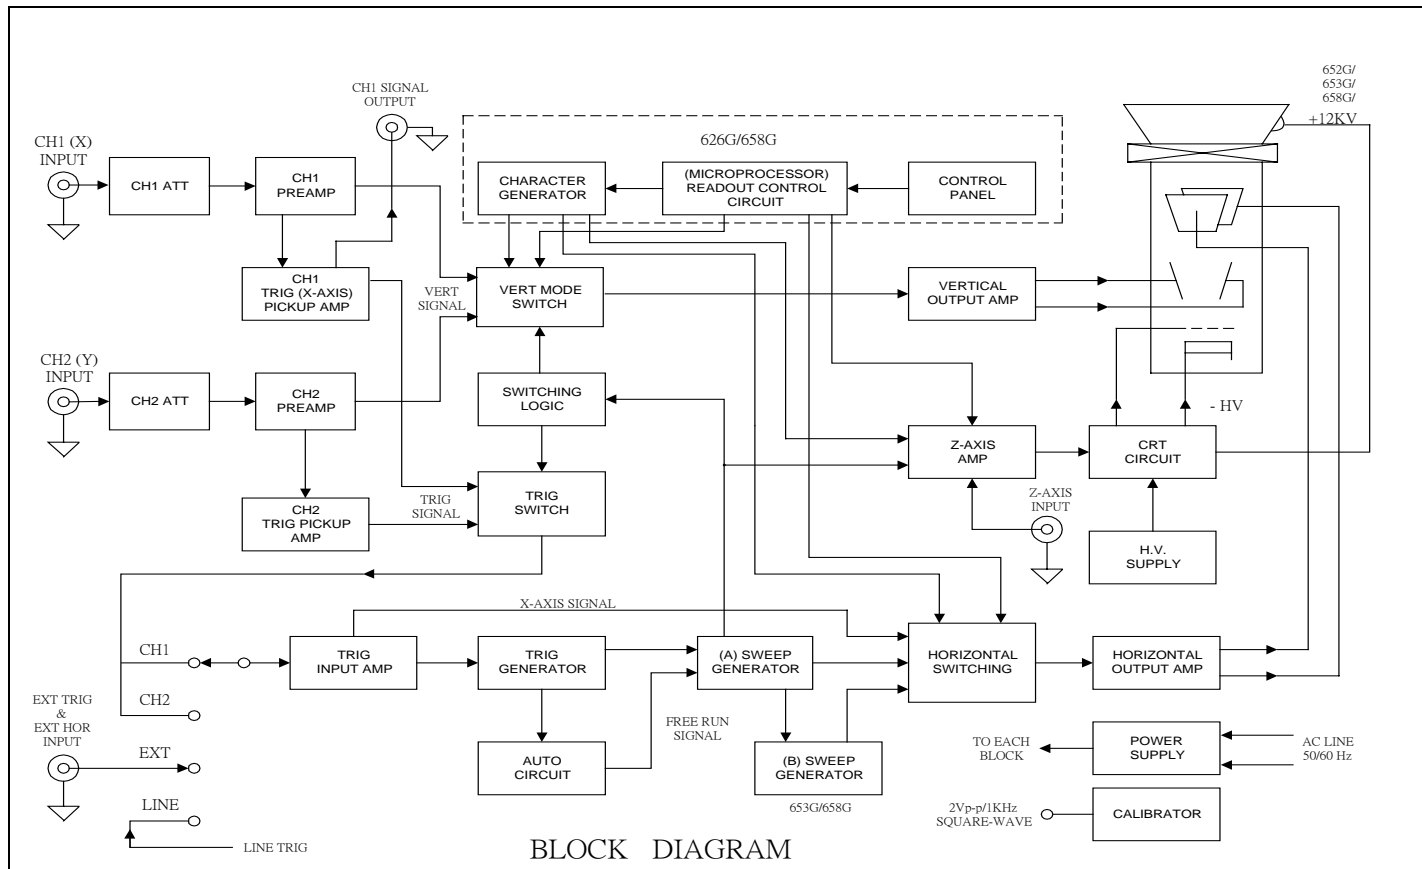 652G/
653G/
658G/
+12KV
CH1 SIGNAL
OUTPUT
626G/658G
CH1 (X)
INPUT
CH1 ATT
CH1
PREAMP
CHARACTER
GENERATOR
(MICROPROCESSOR)
READOUT CONTROL
CIRCUIT
CONTROL
PANEL
CH1
TRIG (X-AXIS)
PICKUP AMP
VERT
SIGNAL
VERT MODE
SWITCH
VERTICAL
OUTPUT AMP
CH2 (Y)
INPUT
CH2 ATT
CH2
PREAMP
SWITCHING
LOGIC
- HV
Z-AXIS
AMP
CRT
CIRCUIT
CH2
TRIG PICKUP
AMP
TRIG
SIGNAL
TRIG
SWITCH
Z-AXIS
INPUT
H.V.
SUPPLY
X-AXIS SIGNAL
CH1
TRIG
INPUT AMP
TRIG
GENERATOR
(A) SWEEP
GENERATOR
HORIZONTAL
SWITCHING
HORIZONTAL
OUTPUT AMP
CH2
EXT TRIG
&
EXT HOR
INPUT
EXT
AUTO
CIRCUIT
FREE RUN
SIGNAL
(B) SWEEP
GENERATOR
653G/658G
TO EACH
BLOCK
POWER
SUPPLY
AC LINE
50/60 Hz
LINE
LINE TRIG
2Vp-p/1KHz
SQUARE-WAVE
CALIBRATOR
BLOCK DIAGRAM